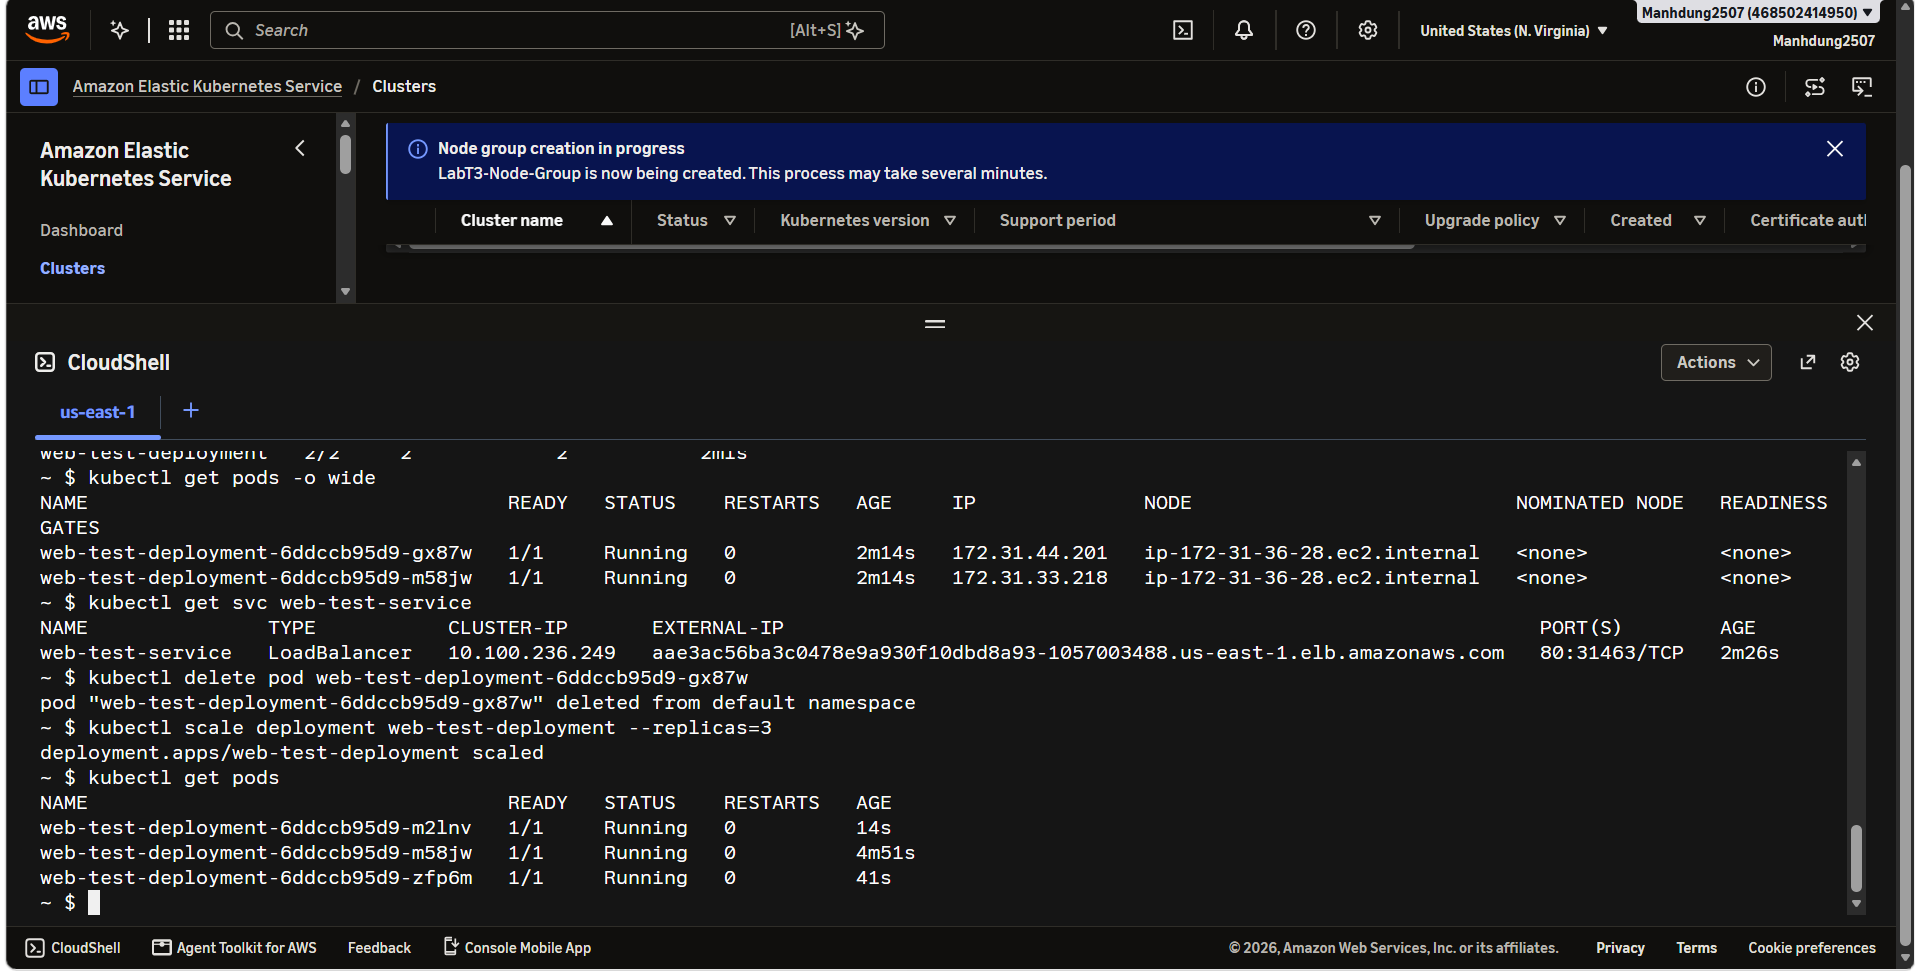 aws
Search
[Alt+S]
United States (N. Virginia)
Manhdung2507 (468502414950)
Manhdung2507
Amazon Elastic Kubernetes Service / Clusters
Amazon Elastic
Kubernetes Service
Dashboard
Clusters
Node group creation in progress
LabT3-Node-Group is now being created. This process may take several minutes.
Cluster name Status Kubernetes version Support period Upgrade policy Created Certificate auth
CloudShell
Actions
us-east-1
web-test-deployment 2/2 2 2 2m1s
~ $ kubectl get pods -o wide
NAME READY STATUS RESTARTS AGE IP NODE NOMINATED NODE READINESS
GATES
web-test-deployment-6ddccb95d9-gx87w 1/1 Running 0 2m14s 172.31.44.201 ip-172-31-36-28.ec2.internal <none> <none>
web-test-deployment-6ddccb95d9-m58jw 1/1 Running 0 2m14s 172.31.33.218 ip-172-31-36-28.ec2.internal <none> <none>
~ $ kubectl get svc web-test-service
NAME TYPE CLUSTER-IP EXTERNAL-IP PORT(S) AGE
web-test-service LoadBalancer 10.100.236.249 aae3ac56ba3c0478e9a930f10dbd8a93-1057003488.us-east-1.elb.amazonaws.com 80:31463/TCP 2m26s
~ $ kubectl delete pod web-test-deployment-6ddccb95d9-gx87w
pod "web-test-deployment-6ddccb95d9-gx87w" deleted from default namespace
~ $ kubectl scale deployment web-test-deployment --replicas=3
deployment.apps/web-test-deployment scaled
~ $ kubectl get pods
NAME READY STATUS RESTARTS AGE
web-test-deployment-6ddccb95d9-m2lnv 1/1 Running 0 14s
web-test-deployment-6ddccb95d9-m58jw 1/1 Running 0 4m51s
web-test-deployment-6ddccb95d9-zfp6m 1/1 Running 0 41s
~ $
CloudShell Agent Toolkit for AWS Feedback Console Mobile App © 2026, Amazon Web Services, Inc. or its affiliates. Privacy Terms Cookie preferences